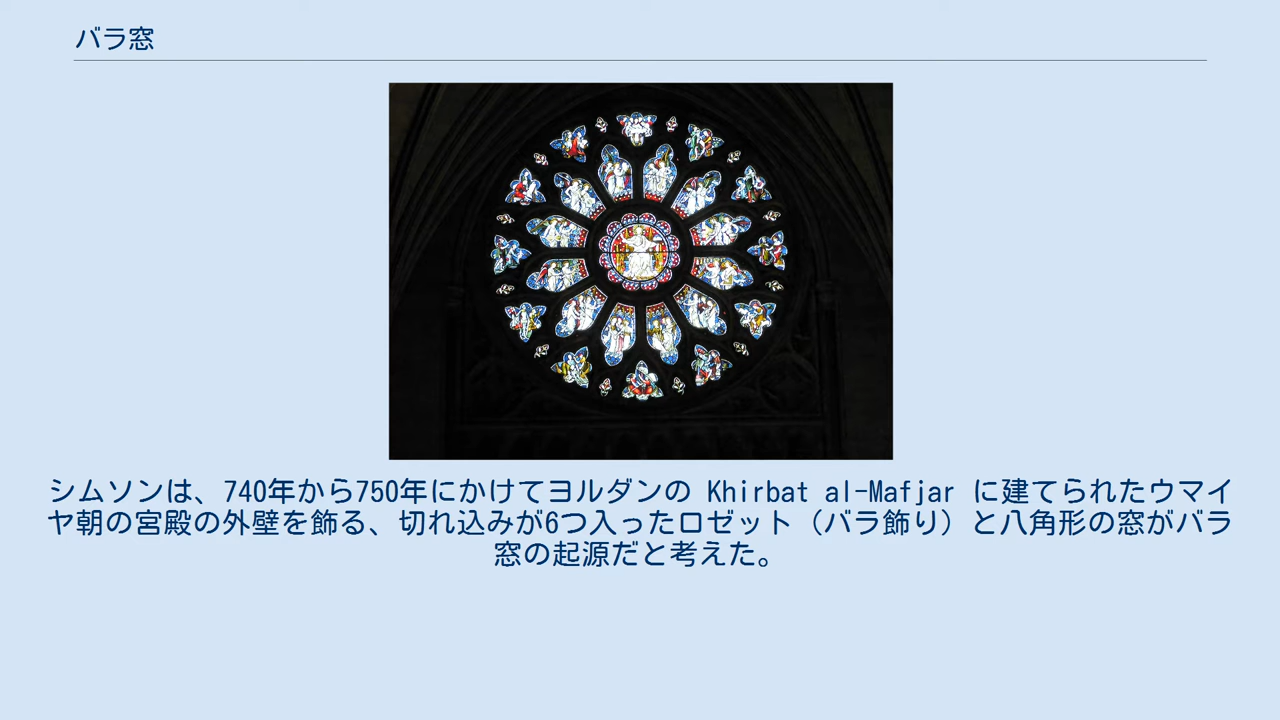 バラ窓
シムソンは、740年から750年にかけてヨルダンの Khirbat al-Mafjar に建てられたウマイ
ヤ朝の宮殿の外壁を飾る、切れ込みが6つ入ったロゼット（バラ飾り）と八角形の窓がバラ
窓の起源だと考えた。